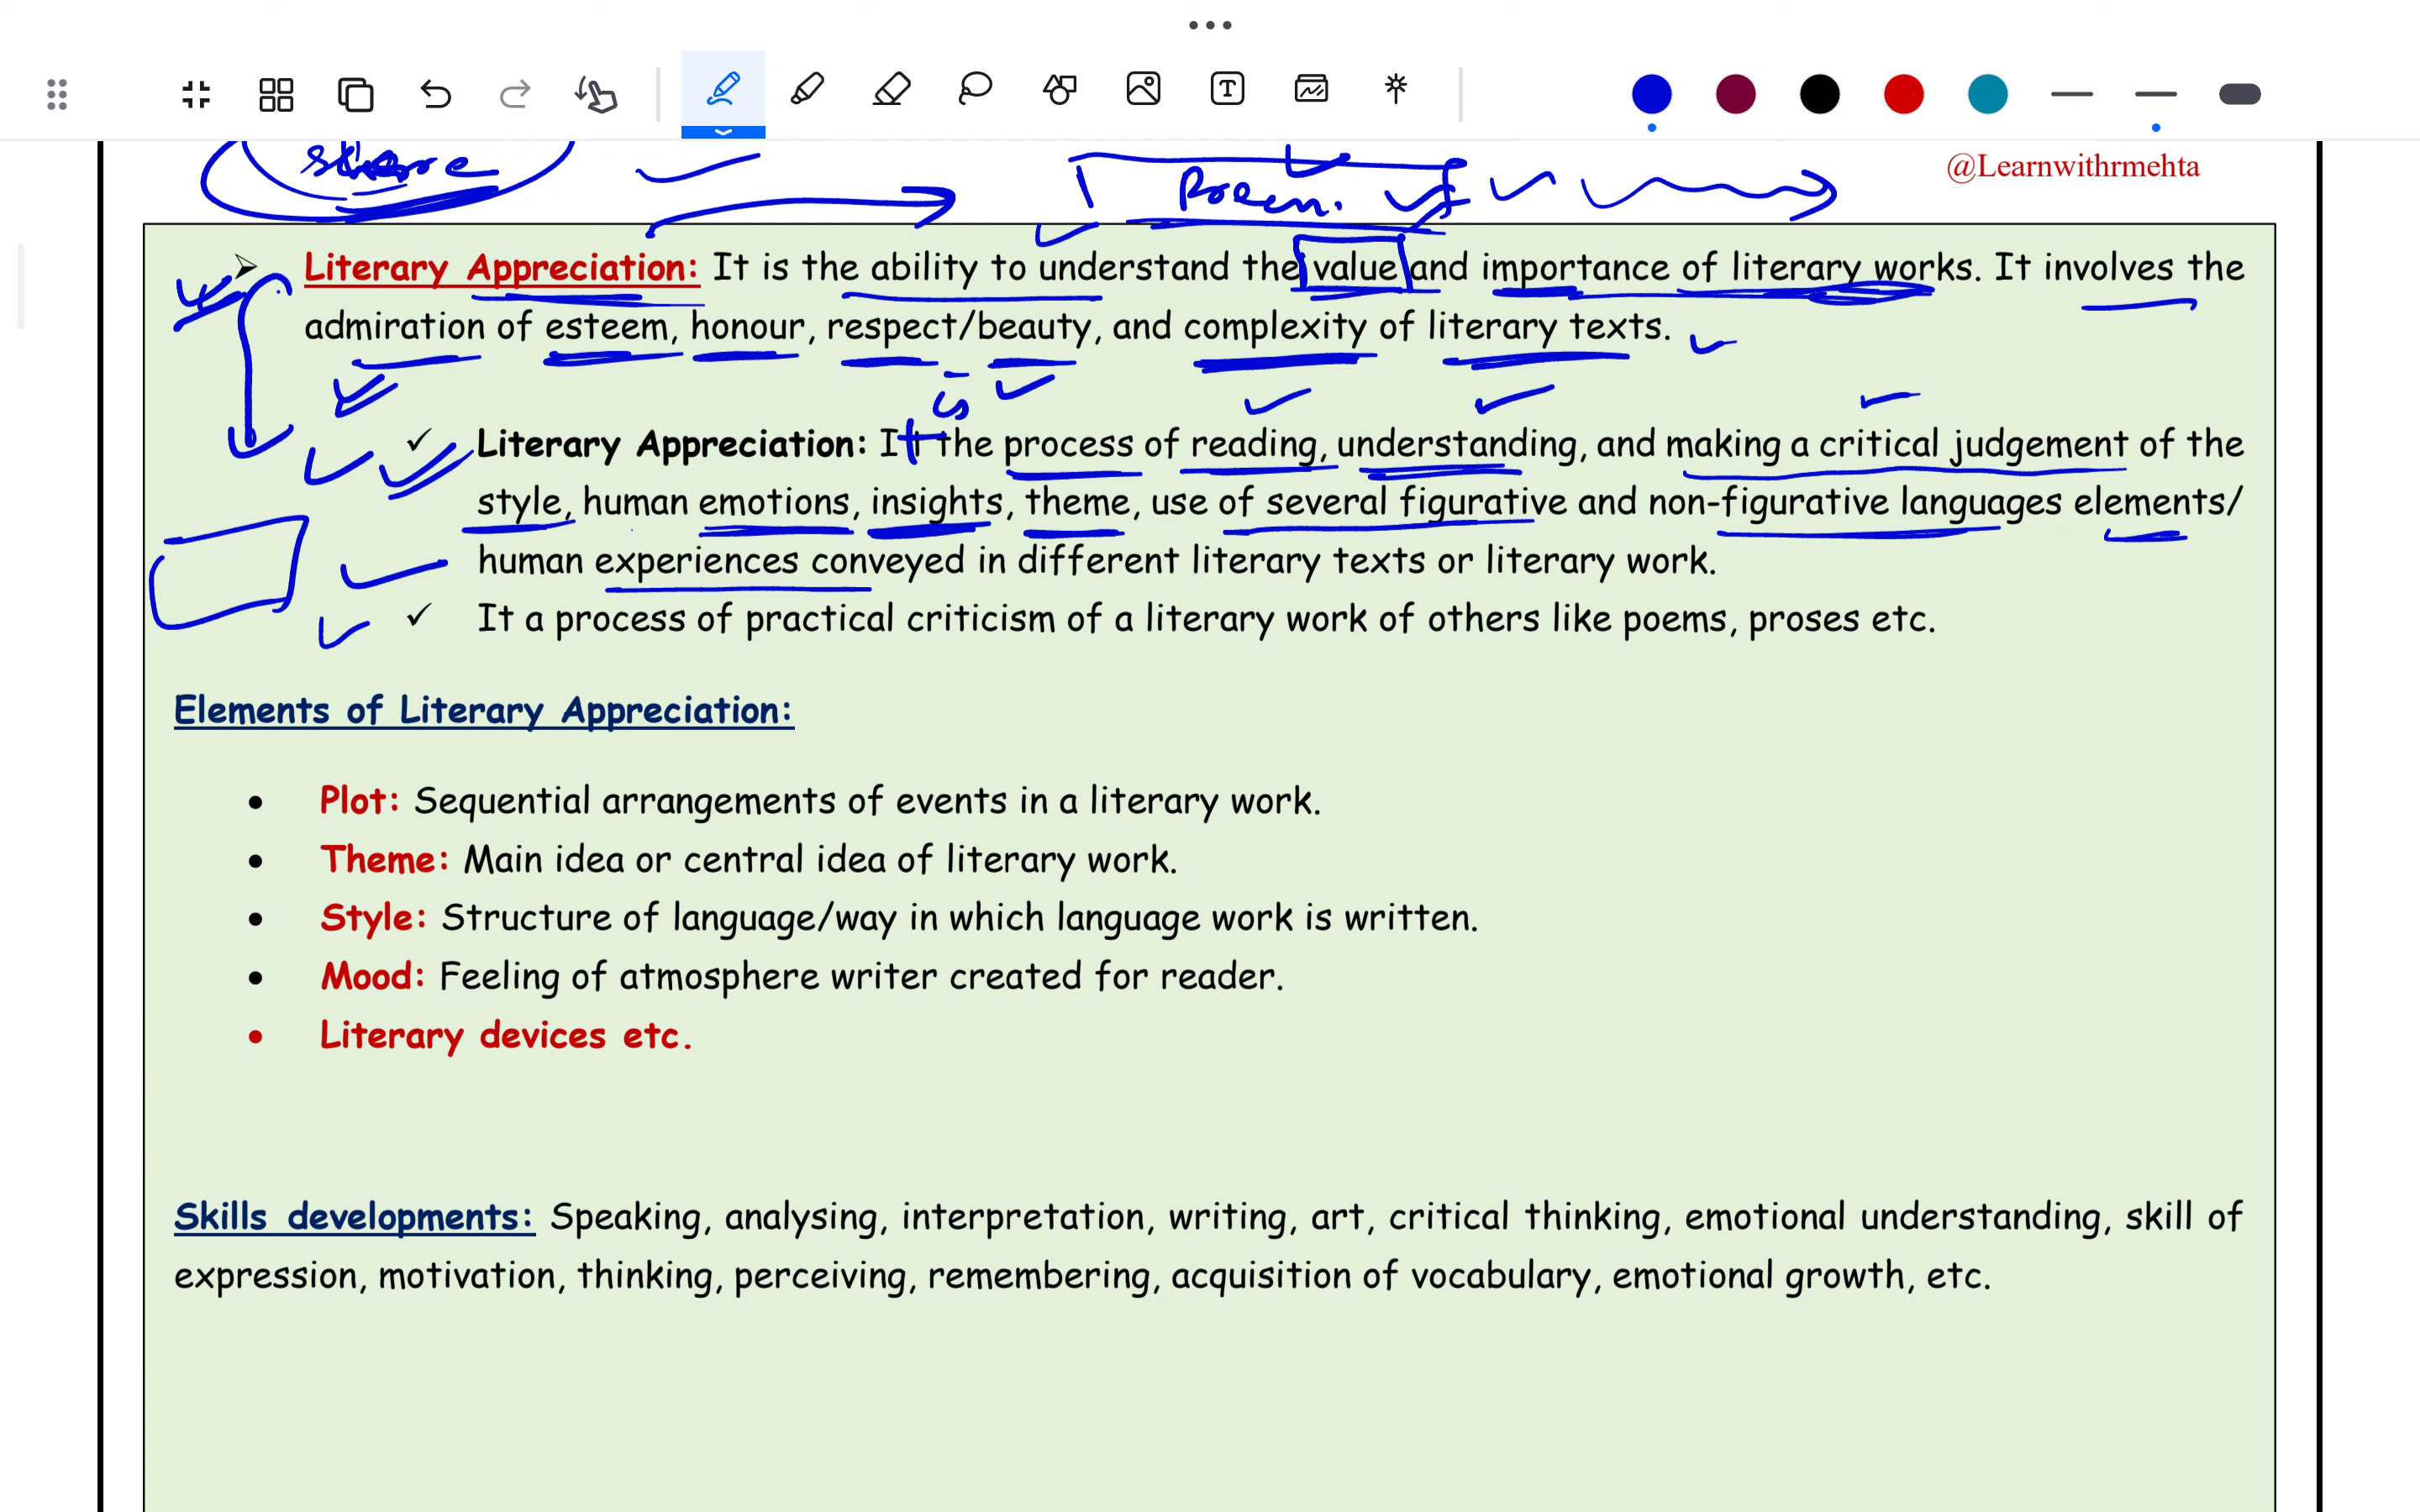 @Learnwithrmehta
Poem.
Literary Appreciation: It is the ability to understand the value and importance of literary works. It involves the
admiration of esteem, honour, respect/beauty, and complexity of literary texts.
is
✓ Literary Appreciation: It the process of reading, understanding, and making a critical judgement of the
style, human emotions, insights, theme, use of several figurative and non-figurative languages elements/
human experiences conveyed in different literary texts or literary work.
✓ It a process of practical criticism of a literary work of others like poems, proses etc.
Elements of Literary Appreciation:
• Plot: Sequential arrangements of events in a literary work.
• Theme: Main idea or central idea of literary work.
• Style: Structure of language/way in which language work is written.
• Mood: Feeling of atmosphere writer created for reader.
• Literary devices etc.
Skills developments: Speaking, analysing, interpretation, writing, art, critical thinking, emotional understanding, skill of
expression, motivation, thinking, perceiving, remembering, acquisition of vocabulary, emotional growth, etc.